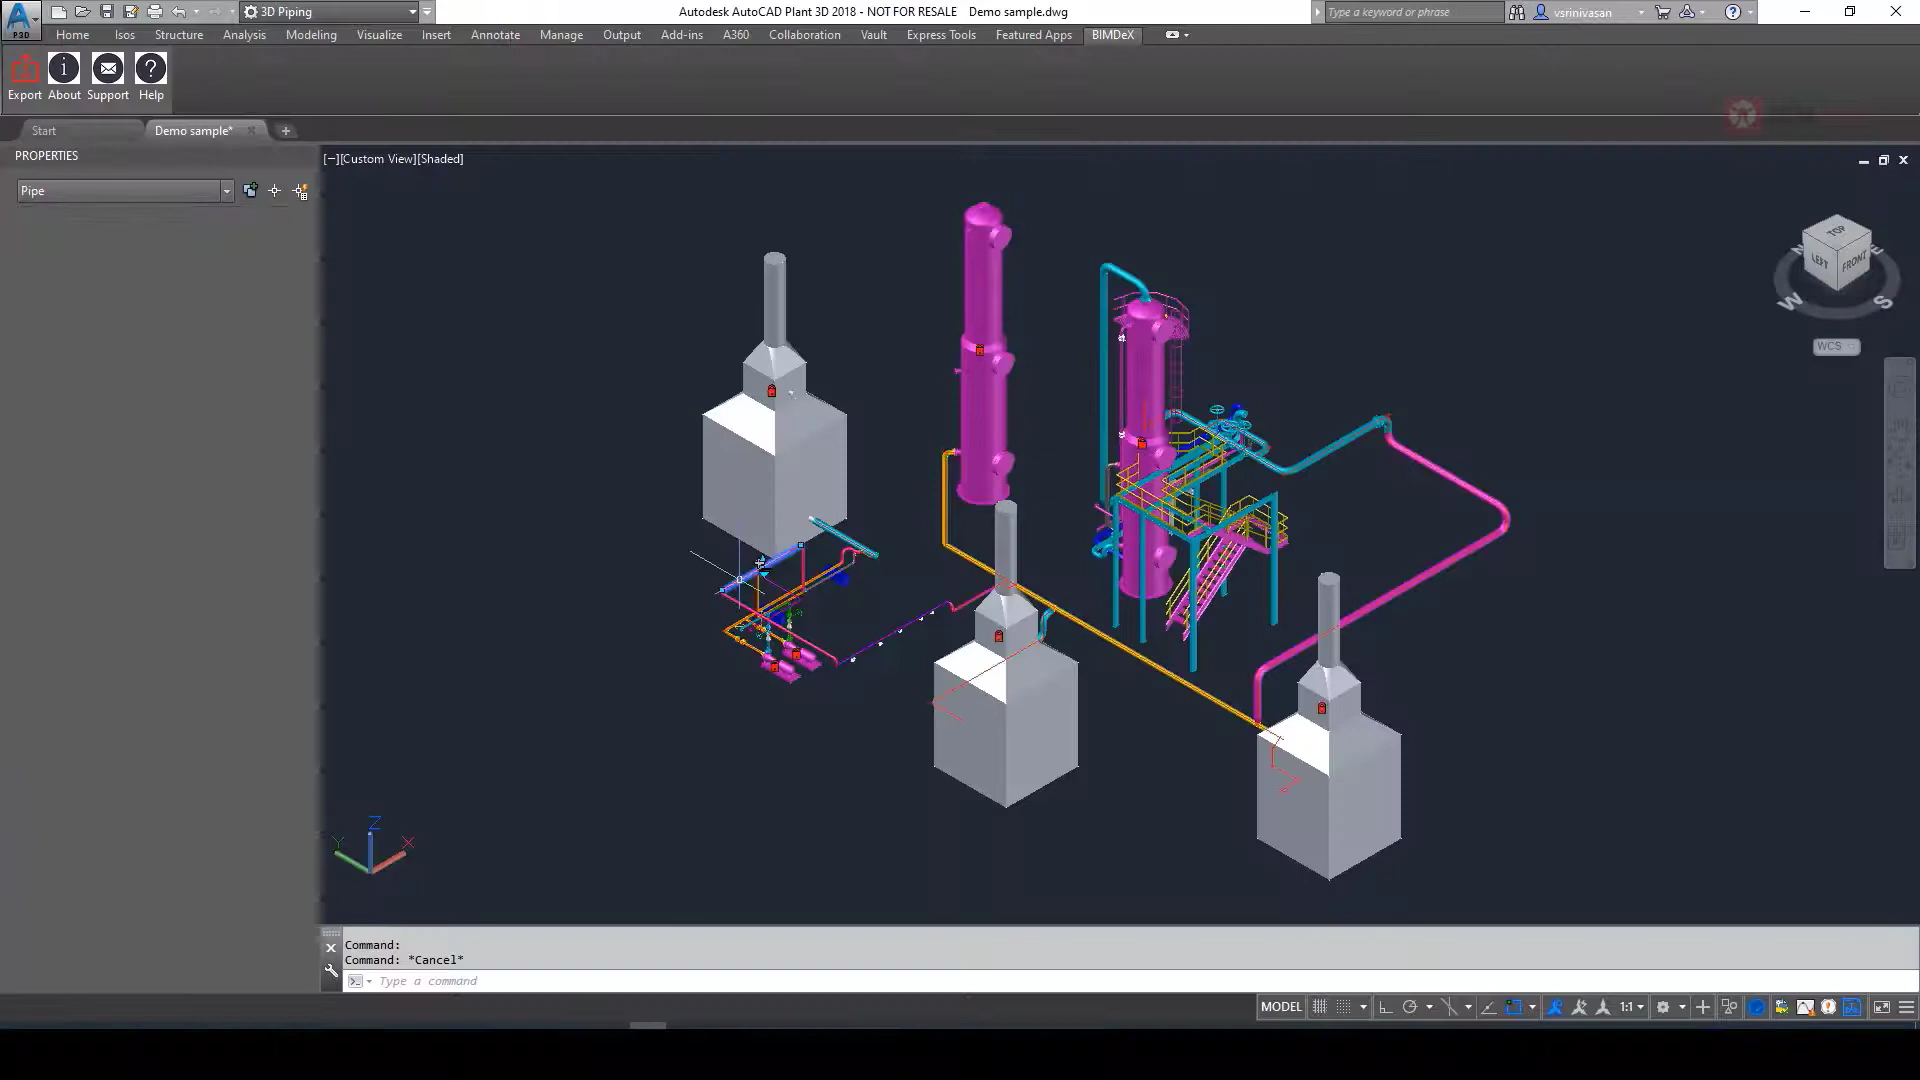 P3D
3D Piping
Autodesk AutoCAD Plant 3D 2018 - NOT FOR RESALE Demo sample.dwg
Type a keyword or phrase
vsrinivasan
Home Isos Structure Analysis Modeling Visualize Insert Annotate Manage Output Add-ins A360 Collaboration Vault Express Tools Featured Apps BIMDeX
Export About Support Help
Start
Demo sample*
PROPERTIES
[−][Custom View][Shaded]
Pipe
TOP
LEFT
FRONT
N
E
W
S
WCS
Z
Y
X
Command:
Command: *Cancel*
Type a command
MODEL
1:1